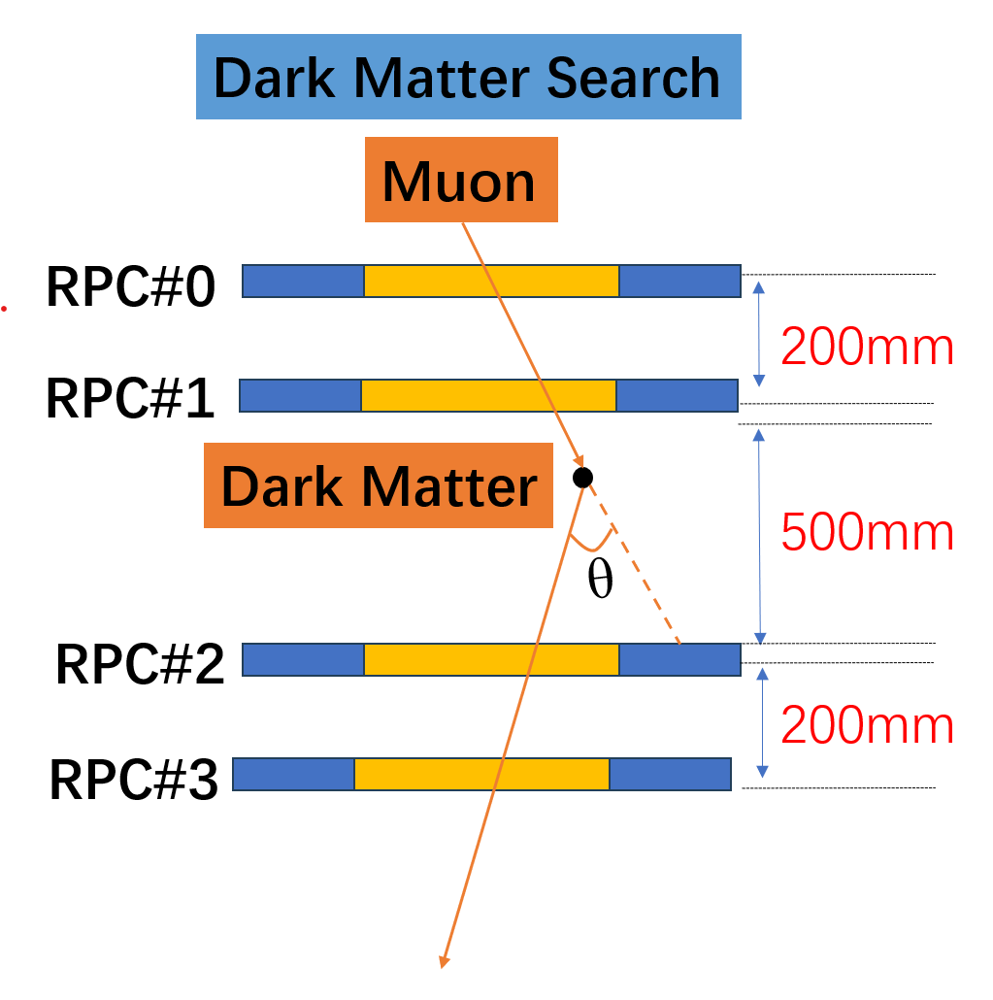 Dark Matter Search
Muon
RPC#0
200mm
RPC#1
Dark Matter
500mm
θ
RPC#2
200mm
RPC#3